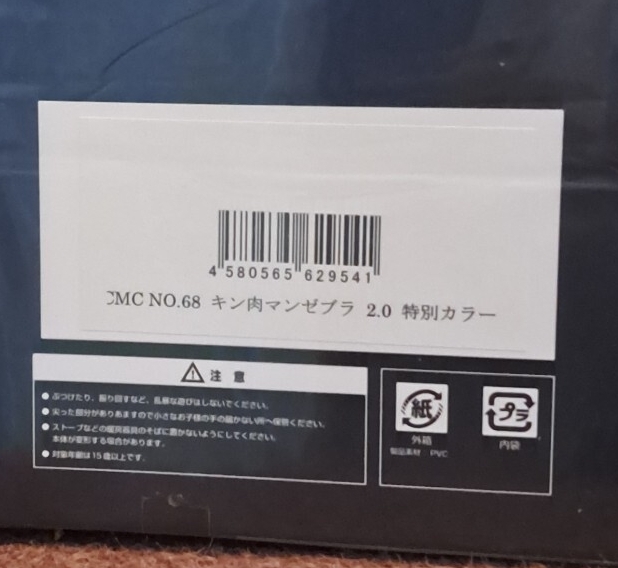 4 580565 629541
CMC NO.68 キン肉マンゼブラ 2.0 特別カラー
注意
● ぶつけたり、振り回すなど、乱暴な遊びはしないでください。
● 尖った部分がありあますので小さなお子様の手の届かない所へ保管ください。
● ストーブなどの暖房器具のそばに置かないようにしてください。
本体が変形する場合があります。
● 対象年齢は15歳以上です。
紙
外箱
製品素材 PVC
プラ
内袋